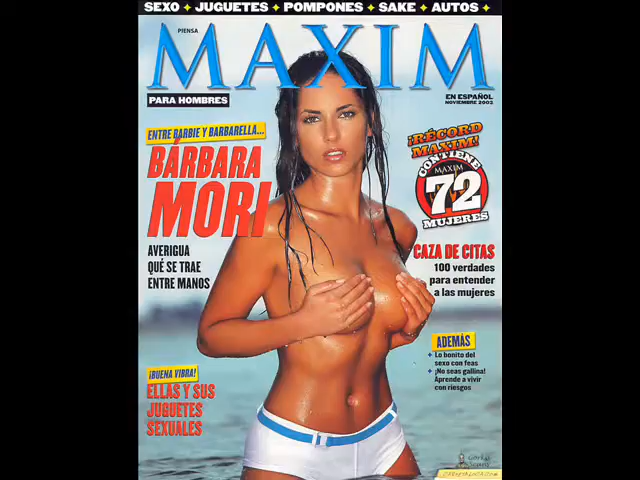 SEXO ✦ JUGUETES ✦ POMPONES ✦ SAKE ✦ AUTOS ✦
PIENSA
MAXIM
PARA HOMBRES
EN ESPAÑOL
NOVIEMBRE 2002
ENTRE BARBIE Y BARBARELLA...
BÁRBARA
MORI
AVERIGUA
QUÉ SE TRAE
ENTRE MANOS
¡RÉCORD
MAXIM!
CONTIENE
MAXIM
72
MUJERES
CAZA DE CITAS
100 verdades
para entender
a las mujeres
ADEMÁS
+ Lo bonito del
sexo con feas
+ ¡No seas gallina!
Aprende a vivir
con riesgos
¡BUENA VIBRA!
ELLAS Y SUS
JUGUETES
SEXUALES